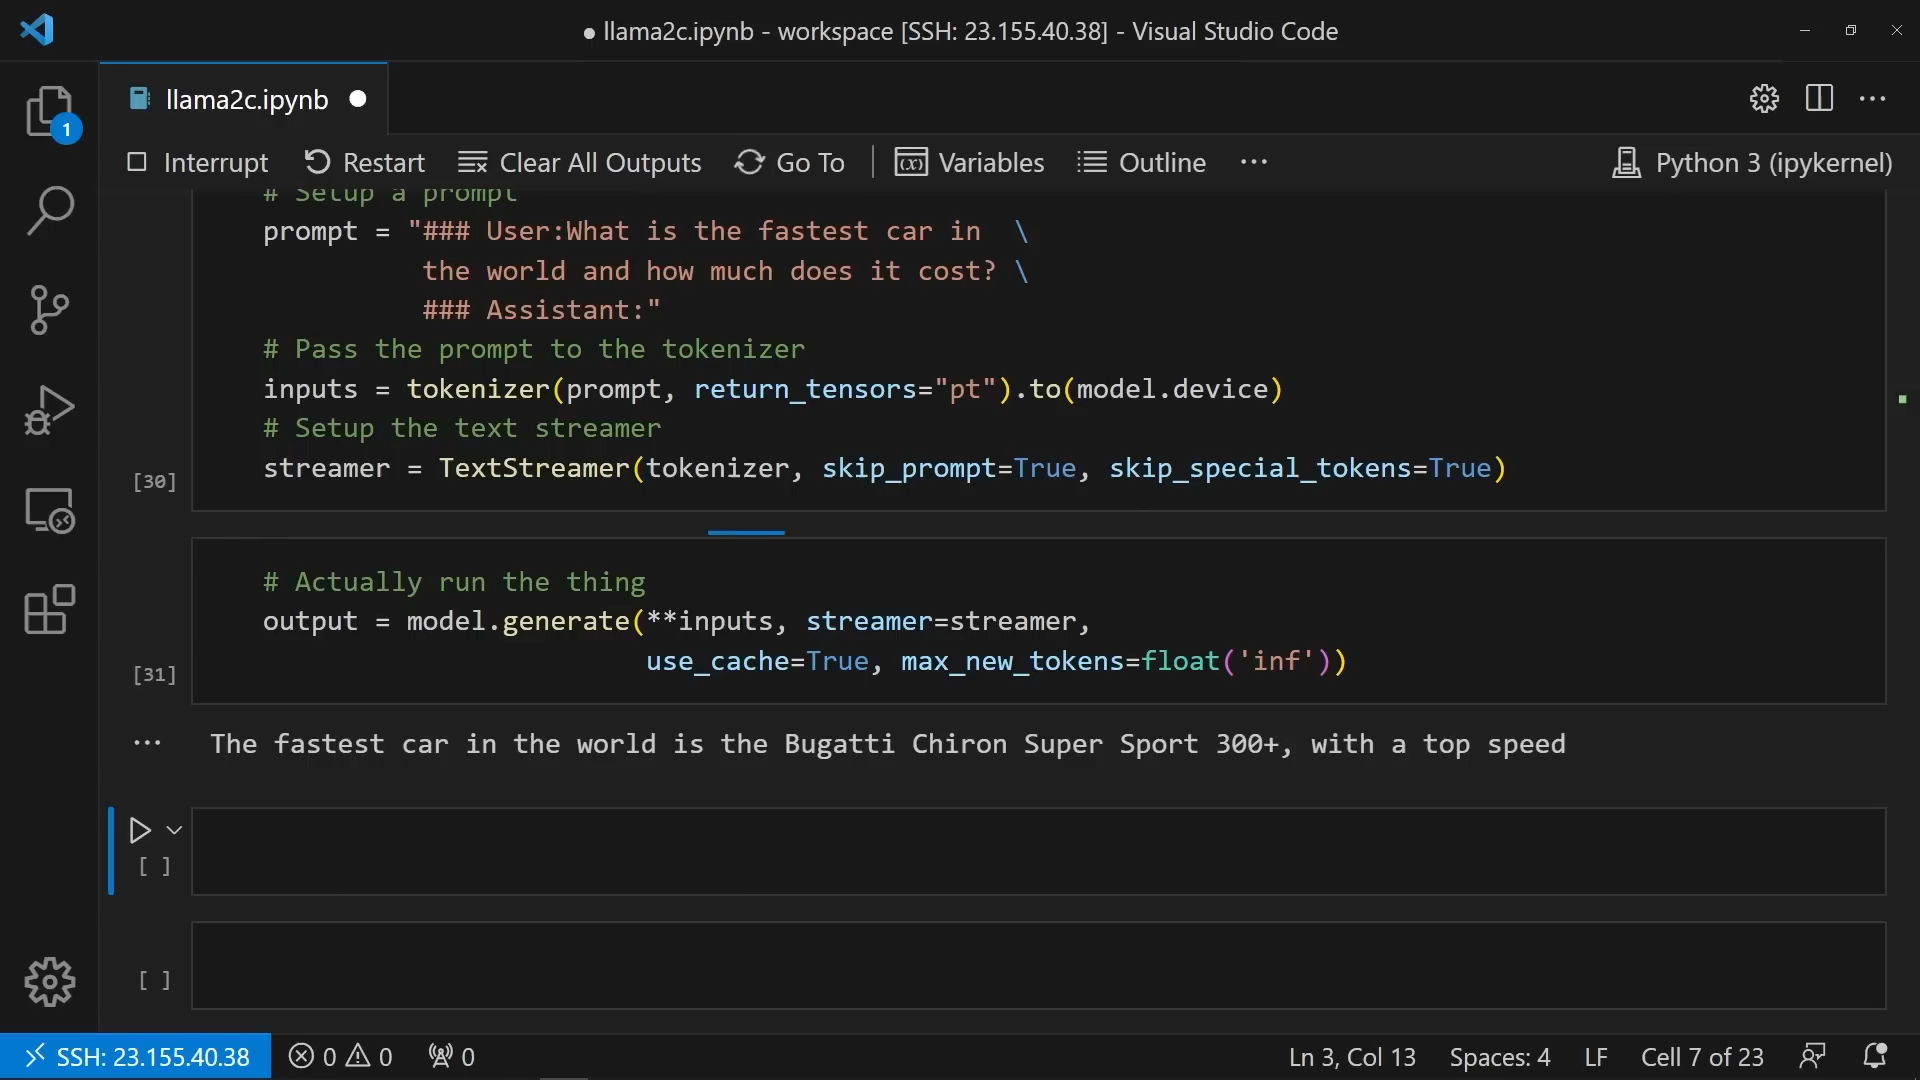 ● llama2c.ipynb - workspace [SSH: 23.155.40.38] - Visual Studio Code
llama2c.ipynb
1
Interrupt Restart Clear All Outputs Go To Variables Outline ··· Python 3 (ipykernel)
# Setup a prompt
prompt = "### User:What is the fastest car in \
the world and how much does it cost? \
### Assistant:"
# Pass the prompt to the tokenizer
inputs = tokenizer(prompt, return_tensors="pt").to(model.device)
# Setup the text streamer
streamer = TextStreamer(tokenizer, skip_prompt=True, skip_special_tokens=True)
[30]
# Actually run the thing
output = model.generate(**inputs, streamer=streamer,
use_cache=True, max_new_tokens=float('inf'))
[31]
··· The fastest car in the world is the Bugatti Chiron Super Sport 300+, with a top speed
[ ]
[ ]
SSH: 23.155.40.38 0 0 0 Ln 3, Col 13 Spaces: 4 LF Cell 7 of 23